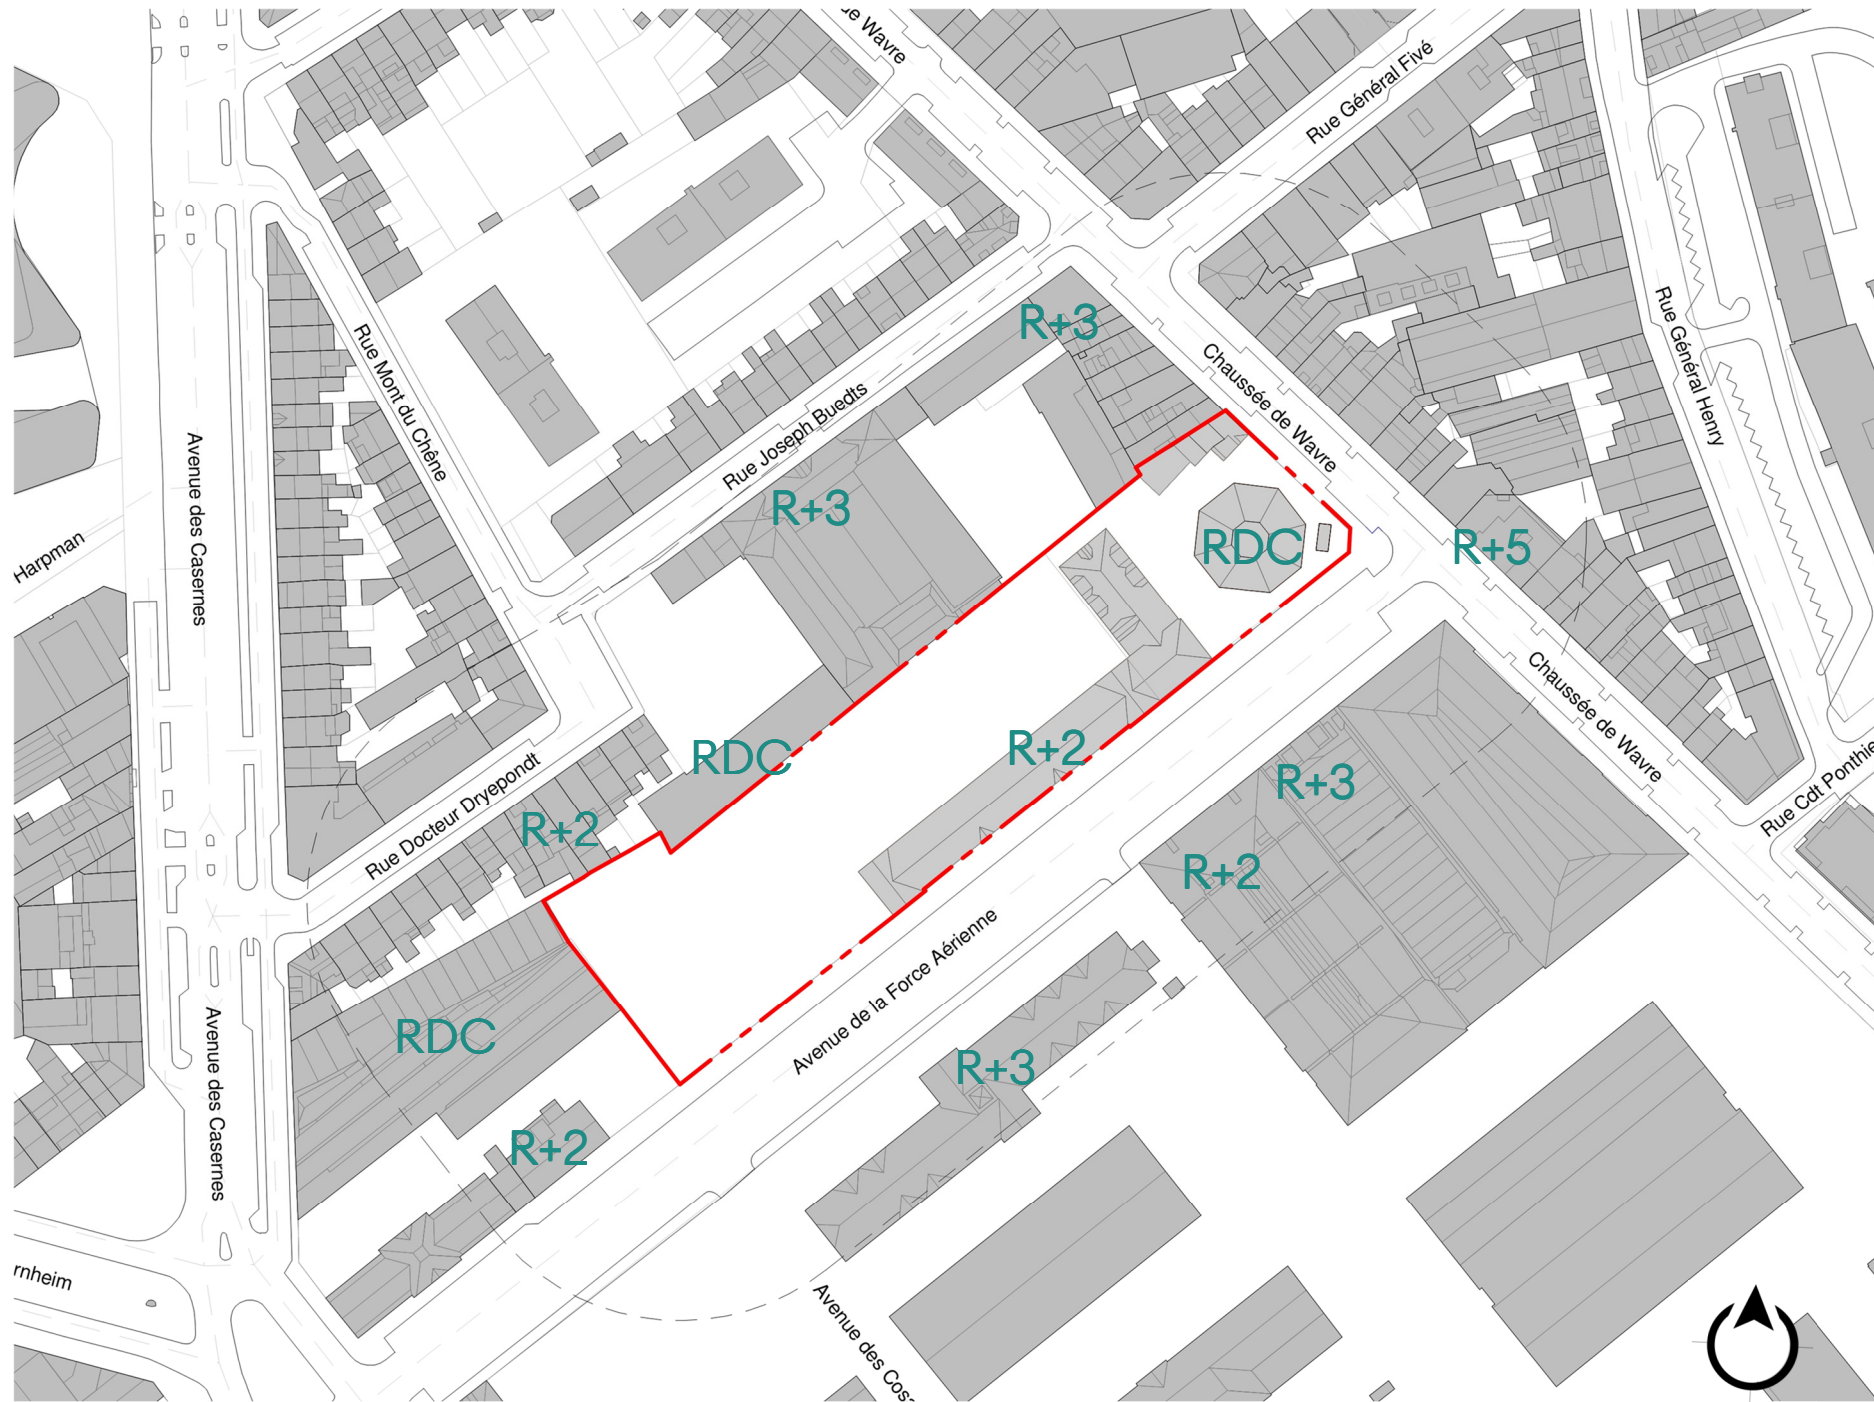 de Wavre
Rue Général Fivé
R+3
Rue Général Henry
Rue Mont du Chêne
Chaussée de Wavre
Rue Joseph Buedts
Avenue des Casernes
R+3
Harpman
RDC
R+5
Chaussée de Wavre
RDC
R+2
R+3
Rue Docteur Dryepondt
R+2
R+2
Rue Cdt Ponthie
Avenue de la Force Aérienne
RDC
Avenue des Casernes
R+3
R+2
rnheim
Avenue des Cos